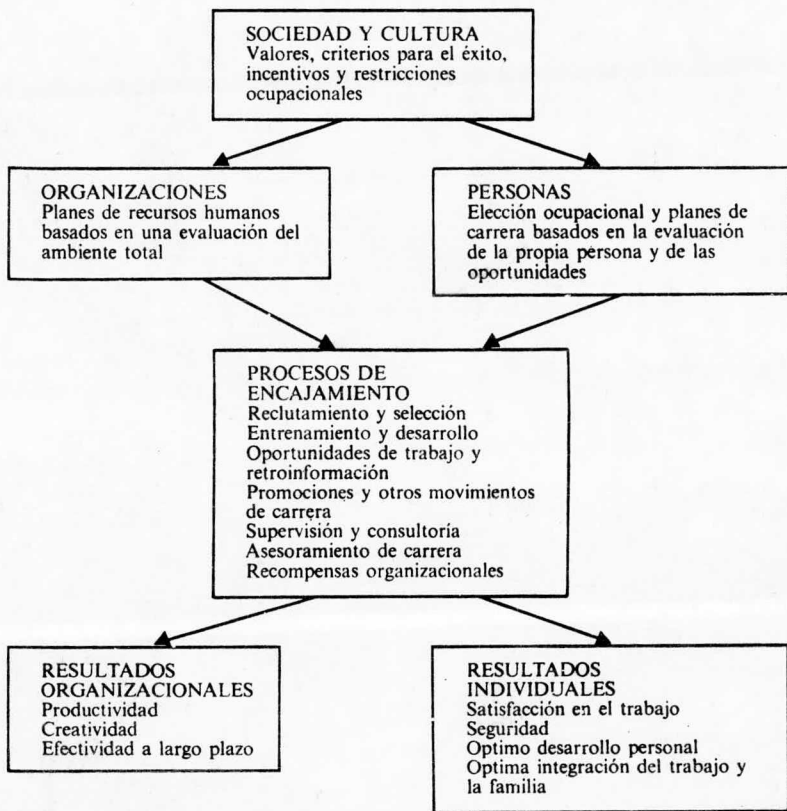 SOCIEDAD Y CULTURA
Valores, criterios para el éxito,
incentivos y restricciones
ocupacionales
ORGANIZACIONES
Planes de recursos humanos
basados en una evaluación del
ambiente total
PERSONAS
Elección ocupacional y planes de
carrera basados en la evaluación
de la propia persona y de las
oportunidades
PROCESOS DE
ENCAJAMIENTO
Reclutamiento y selección
Entrenamiento y desarrollo
Oportunidades de trabajo y
retroinformación
Promociones y otros movimientos
de carrera
Supervisión y consultoría
Asesoramiento de carrera
Recompensas organizacionales
RESULTADOS
ORGANIZACIONALES
Productividad
Creatividad
Efectividad a largo plazo
RESULTADOS
INDIVIDUALES
Satisfacción en el trabajo
Seguridad
Optimo desarrollo personal
Optima integración del trabajo y
la familia